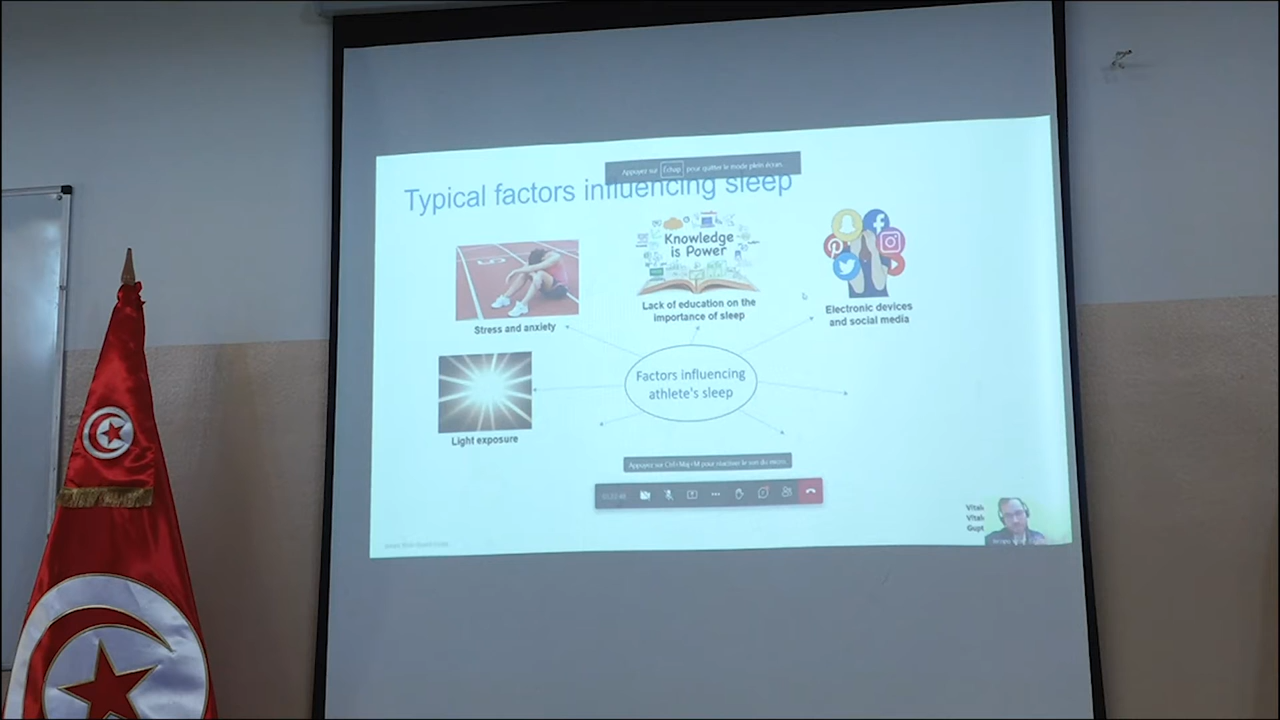 Appuyez sur Echap pour quitter le mode plein écran.
Typical factors influencing sleep
Knowledge
is Power
Stress and anxiety
Lack of education on the
importance of sleep
Electronic devices
and social media
Factors influencing
athlete's sleep
Light exposure
Appuyez sur Ctrl+Maj+M pour réactiver le son du micro.